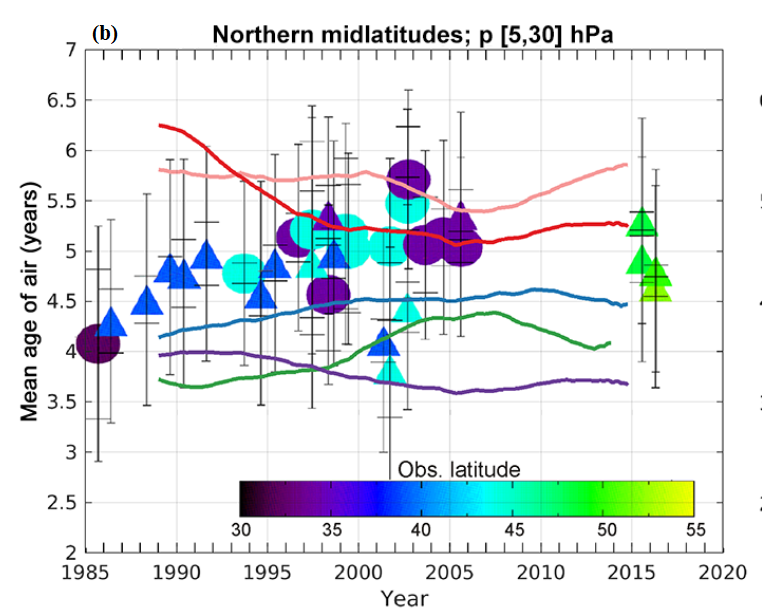 (b) Northern midlatitudes; p [5,30] hPa
7
6.5
6
5.5
5
4.5
4
3.5
3
2.5
2
Mean age of air (years)
Obs. latitude
30 35 40 45 50 55
1985 1990 1995 2000 2005 2010 2015 2020
Year